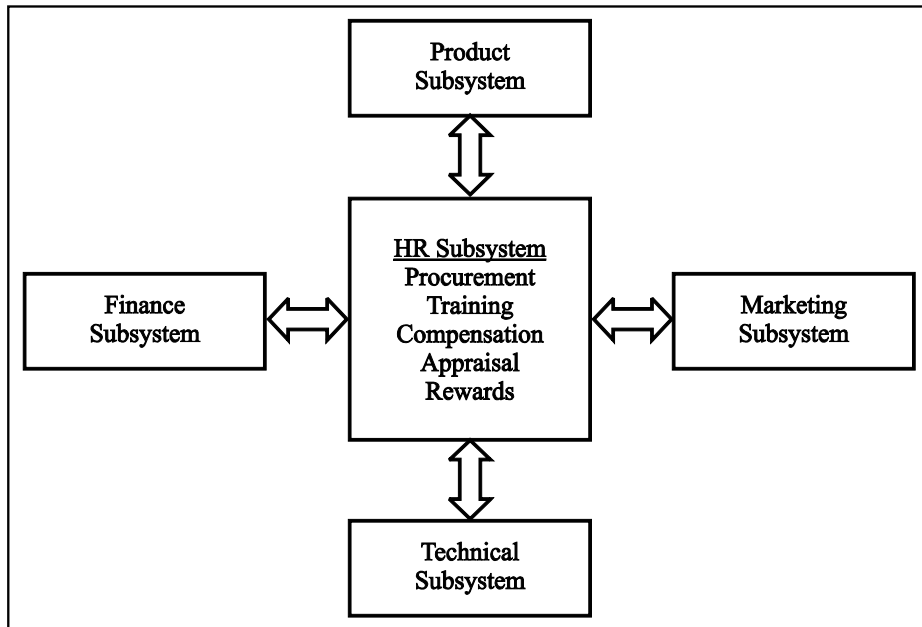 Product
Subsystem
HR Subsystem
Procurement
Training
Compensation
Appraisal
Rewards
Finance
Subsystem
Marketing
Subsystem
Technical
Subsystem